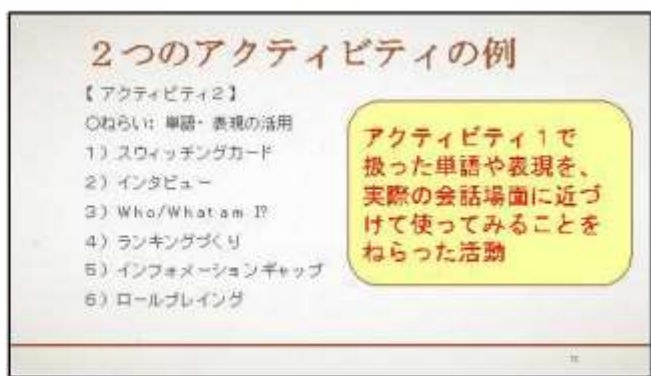 ２つのアクティビティの例
【アクティビティ２】
○ねらい：単語・表現の活用
１）スウィッチングカード
２）インタビュー
３）Who/What am I?
４）ランキングづくり
５）インフォメーションギャップ
６）ロールプレイング
アクティビティ１で
扱った単語や表現を、
実際の会話場面に近づ
けて使ってみることを
ねらった活動